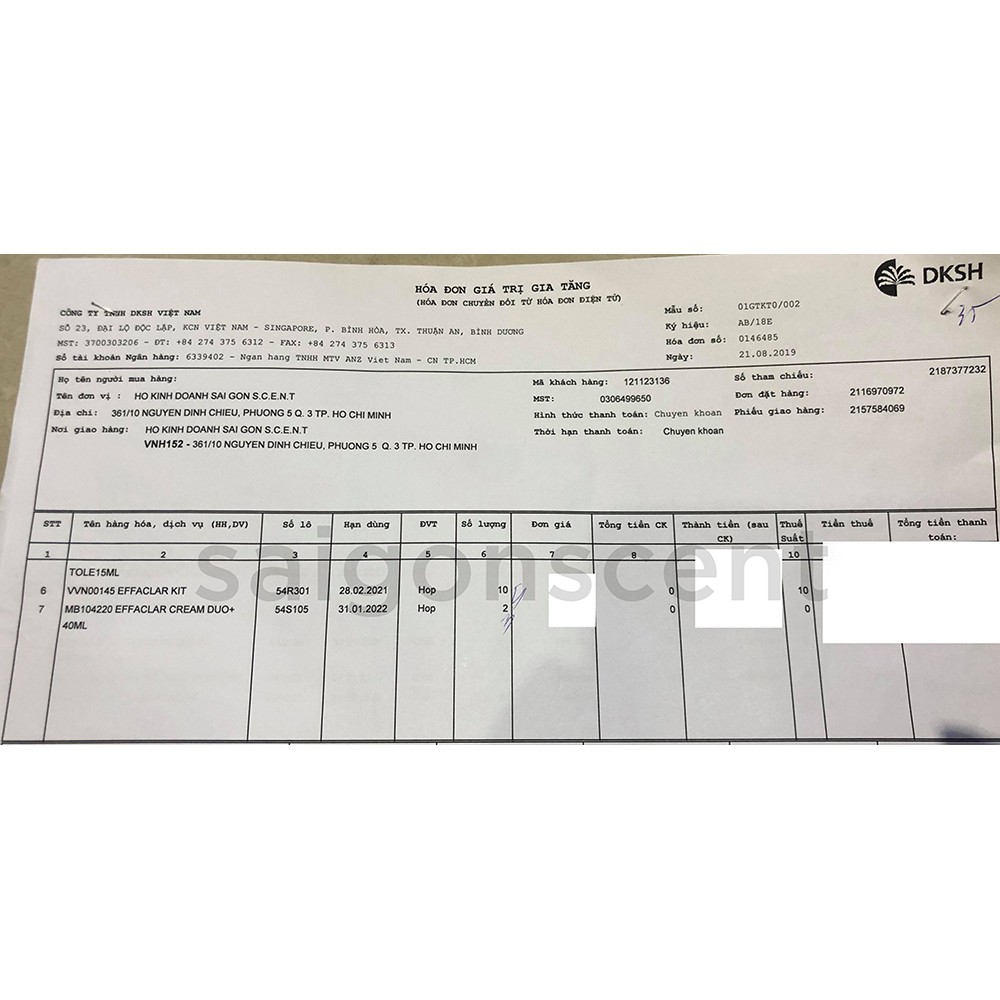 DKSH
35
HÓA ĐƠN GIÁ TRỊ GIA TĂNG
(HÓA ĐƠN CHUYỂN ĐỔI TỪ HÓA ĐƠN ĐIỆN TỬ)
CÔNG TY TNHH DKSH VIỆT NAM
SỐ 23, ĐẠI LỘ ĐỘC LẬP, KCN VIỆT NAM - SINGAPORE, P. BÌNH HÒA, TX. THUẬN AN, BÌNH DƯƠNG
MST: 3700303206 - ĐT: +84 274 375 6312 - FAX: +84 274 375 6313
Số tài khoản Ngân hàng: 6339402 - Ngan hang TNHH MTV ANZ Viet Nam - CN TP.HCM
Mẫu số: 01GTKT0/002
Ký hiệu: AB/18E
Hóa đơn số: 0146485
Ngày: 21.08.2019
Họ tên người mua hàng:
Tên đơn vị : HO KINH DOANH SAI GON S.C.E.N.T
Địa chỉ: 361/10 NGUYEN DINH CHIEU, PHUONG 5 Q. 3 TP. HO CHI MINH
Nơi giao hàng: HO KINH DOANH SAI GON S.C.E.N.T
VNH152 - 361/10 NGUYEN DINH CHIEU, PHUONG 5 Q. 3 TP. HO CHI MINH
Mã khách hàng: 121123136
MST: 0306499650
Hình thức thanh toán: Chuyen khoan
Thời hạn thanh toán: Chuyen khoan
Số tham chiếu: 2187377232
Đơn đặt hàng: 2116970972
Phiếu giao hàng: 2157584069
STT Tên hàng hóa, dịch vụ (HH,DV) Số lô Hạn dùng ĐVT Số lượng Đơn giá Tổng tiền CK Thành tiền (sau CK) Thuế Suất Tiền thuế Tổng tiền thanh toán:
1 2 3 4 5 6 7 8 10
TOLE15ML
6 VVN00145 EFFACLAR KIT 54R301 28.02.2021 Hop 10 0 10
7 MB104220 EFFACLAR CREAM DUO+ 54S105 31.01.2022 Hop 2 0 0
40ML
saigonscent